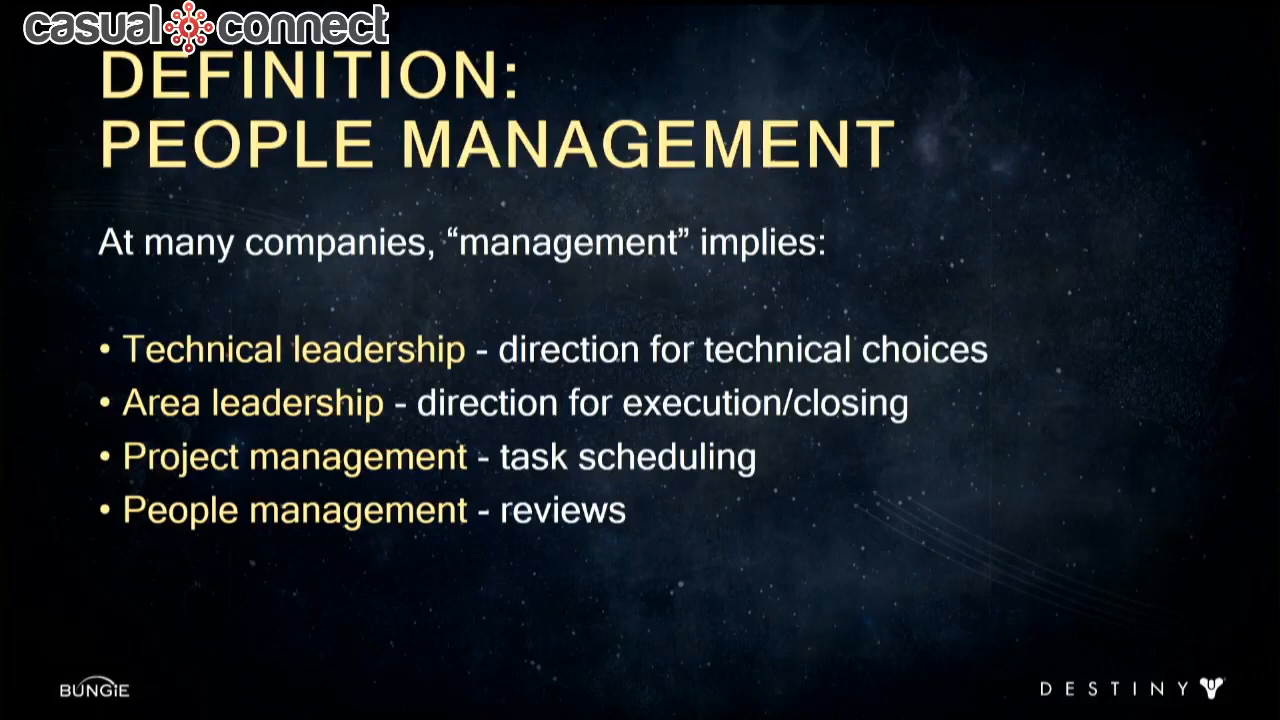 casual connect
DEFINITION:
PEOPLE MANAGEMENT
At many companies, “management” implies:
• Technical leadership - direction for technical choices
• Area leadership - direction for execution/closing
• Project management - task scheduling
• People management - reviews
BUNGiE
DESTINY